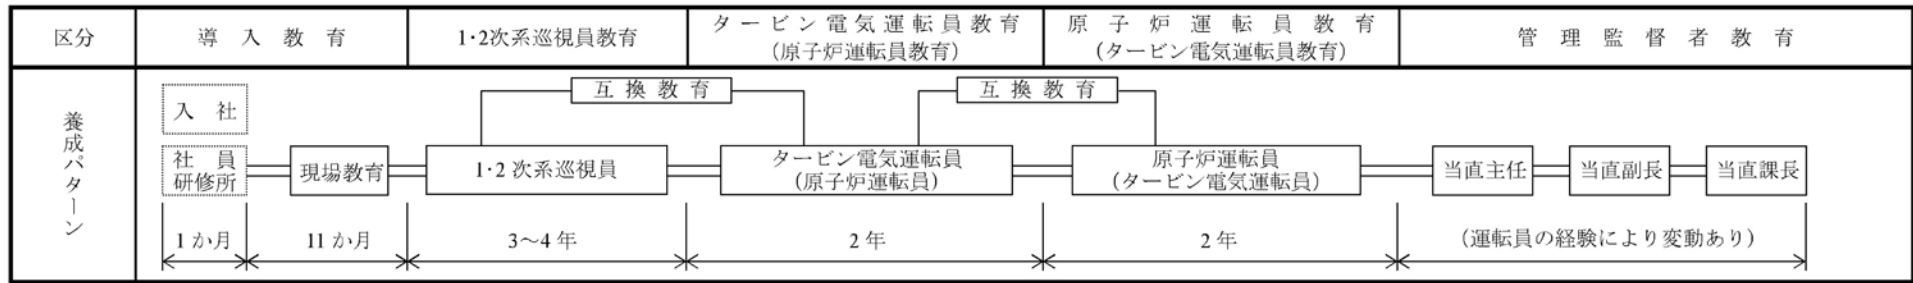 区分
導入教育
1・2次系巡視員教育
タービン電気運転員教育
(原子炉運転員教育)
原子炉運転員教育
(タービン電気運転員教育)
管理監督者教育
養成パターン
入社
社員
研修所
現場教育
1・2次系巡視員
互換教育
タービン電気運転員
(原子炉運転員)
互換教育
原子炉運転員
(タービン電気運転員)
当直主任
当直副長
当直課長
1か月
11か月
3〜4年
2年
2年
(運転員の経験により変動あり)